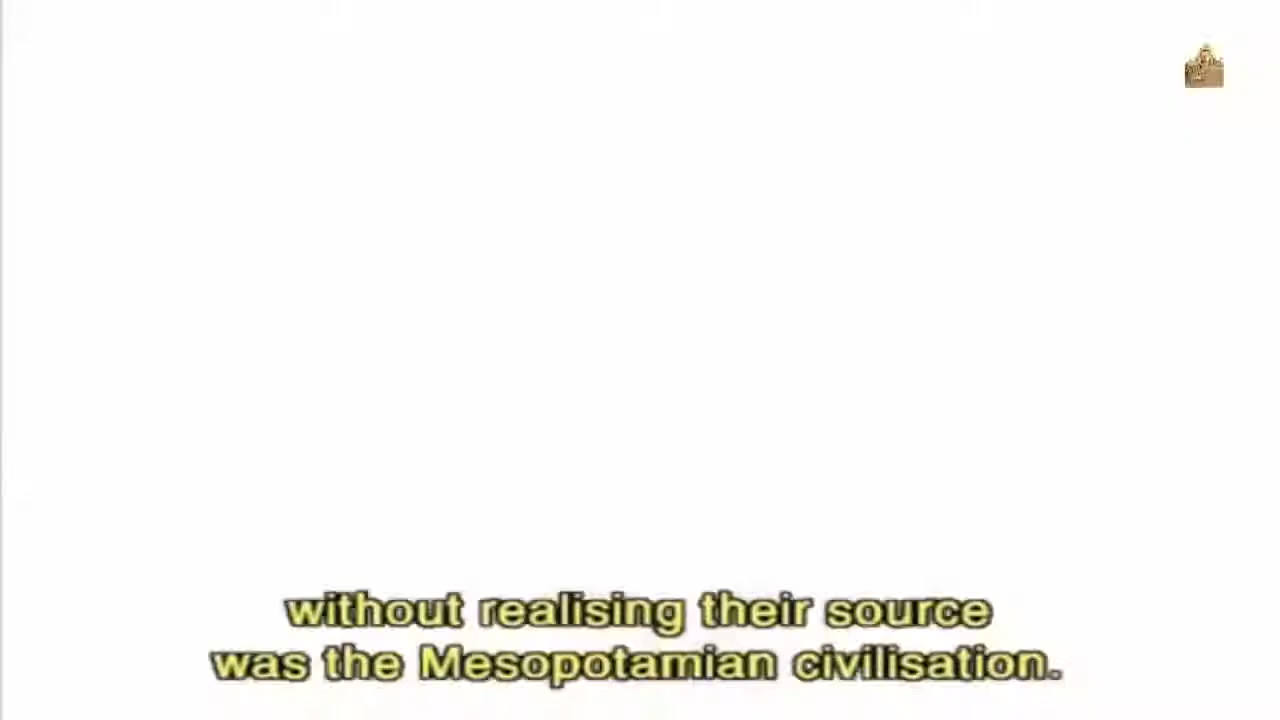 without realising their source
was the Mesopotamian civilisation.